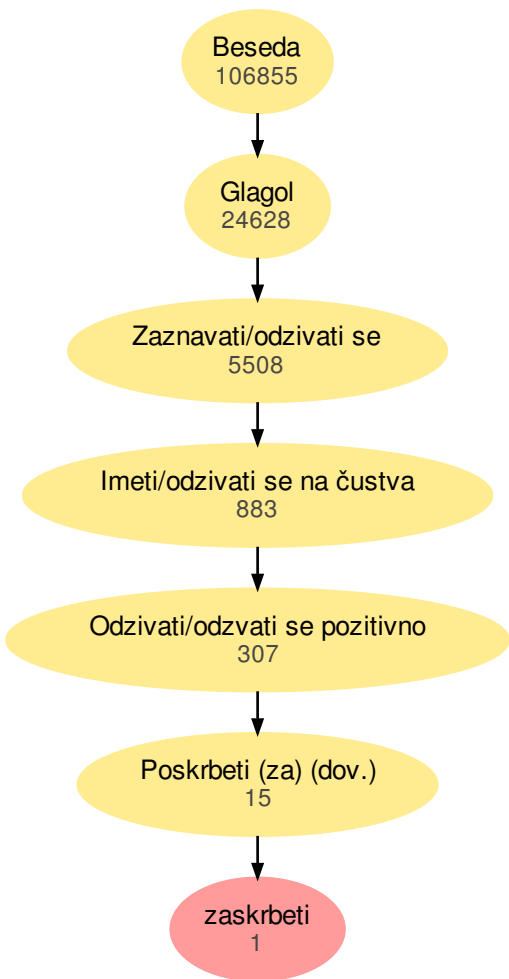 Beseda
106855
Glagol
24628
Zaznavati/odzivati se
5508
Imeti/odzivati se na čustva
883
Odzivati/odzvati se pozitivno
307
Poskrbeti (za) (dov.)
15
zaskrbeti
1